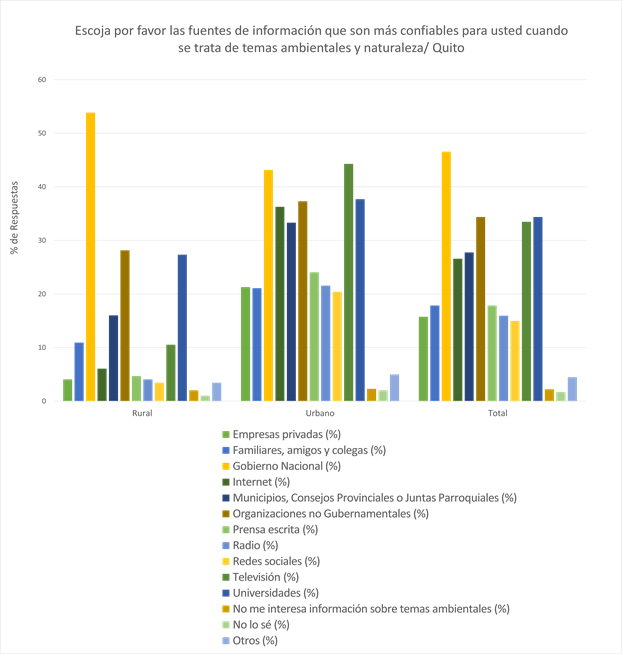 Escoja por favor las fuentes de información que son más confiables para usted cuando
se trata de temas ambientales y naturaleza/ Quito
60
50
40
30
20
10
0
% de Respuestas
Rural
Urbano
Total
Empresas privadas (%)
Familiares, amigos y colegas (%)
Gobierno Nacional (%)
Internet (%)
Municipios, Consejos Provinciales o Juntas Parroquiales (%)
Organizaciones no Gubernamentales (%)
Prensa escrita (%)
Radio (%)
Redes sociales (%)
Televisión (%)
Universidades (%)
No me interesa información sobre temas ambientales (%)
No lo sé (%)
Otros (%)